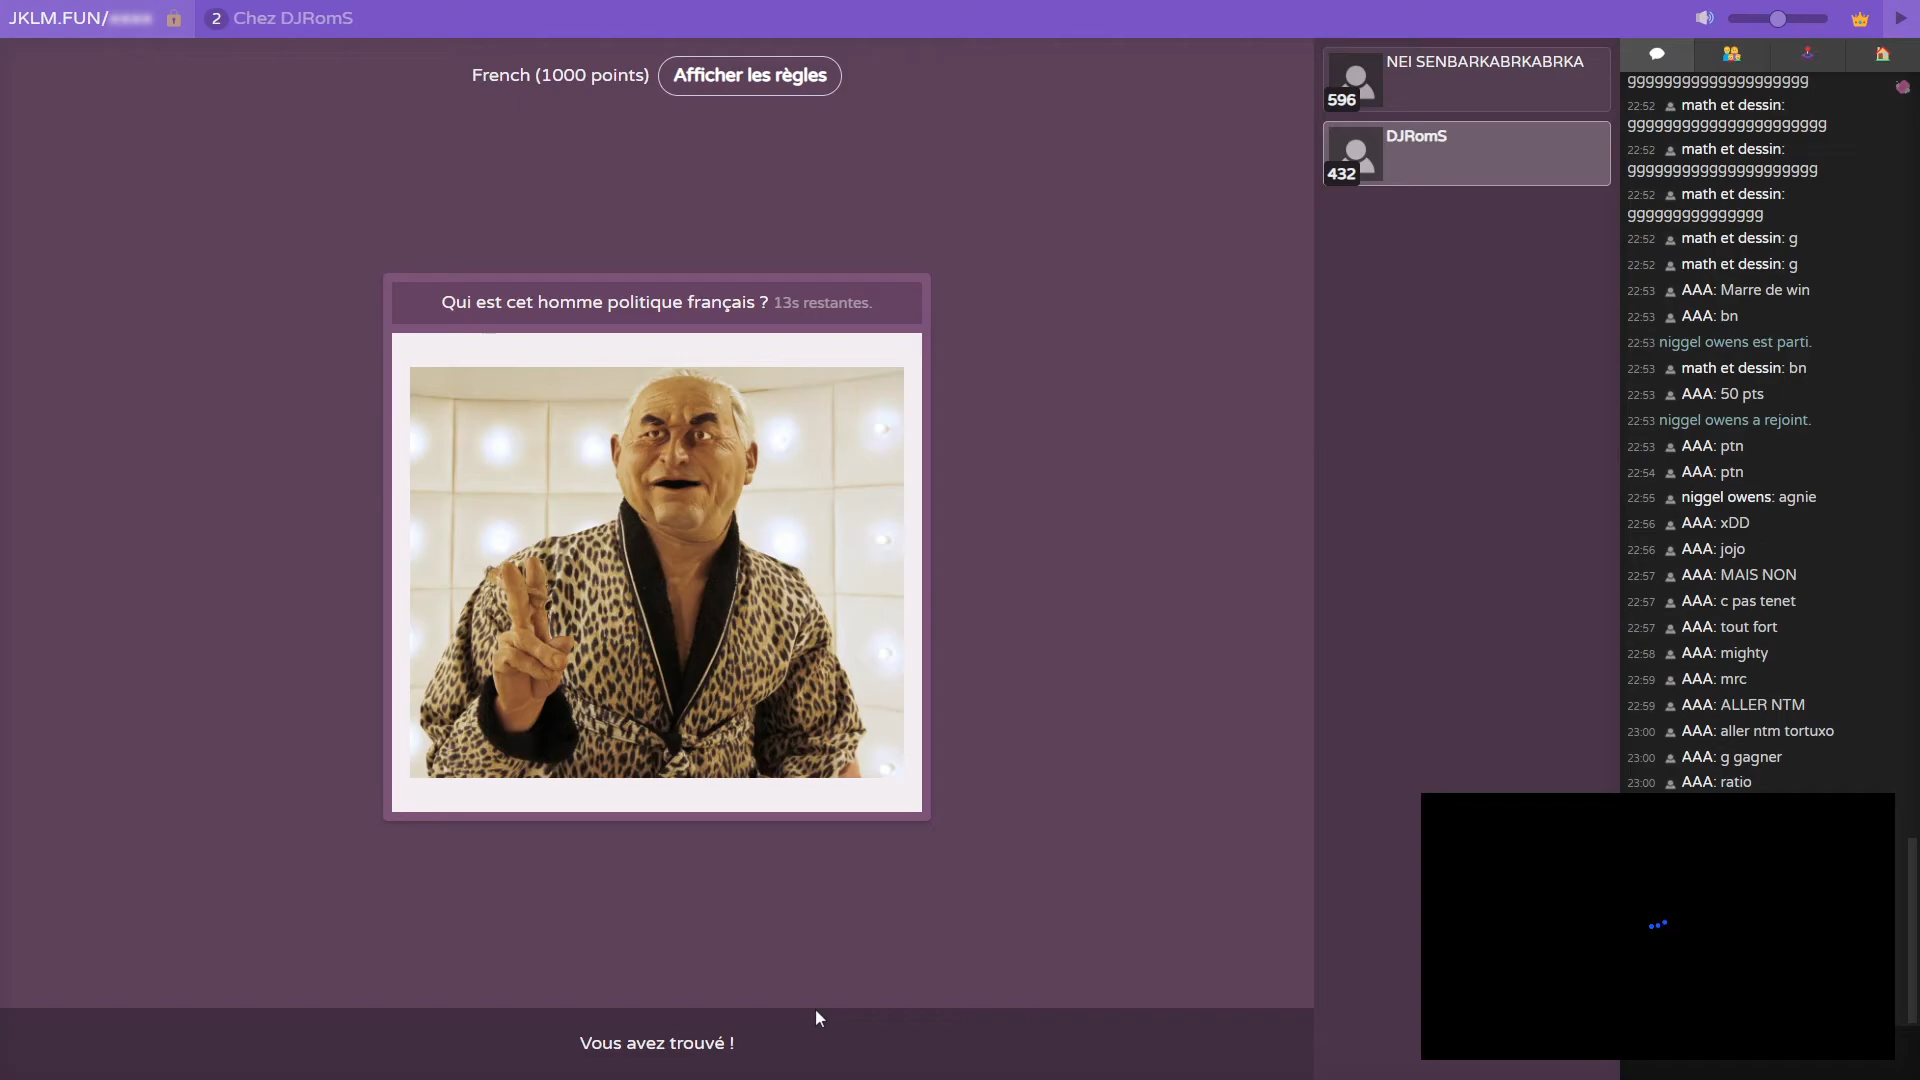 JKLM.FUN/
2 Chez DJRomS
French (1000 points) Afficher les règles
Qui est cet homme politique français ? 13s restantes.
Vous avez trouvé !
NEI SENBARKABRKABRKA
596
DJRomS
432
gggggggggggggggggggg
22:52 math et dessin:
gggggggggggggggggggggg
22:52 math et dessin:
ggggggggggggggggggggg
22:52 math et dessin:
ggggggggggggggg
22:52 math et dessin: g
22:52 math et dessin: g
22:53 AAA: Marre de win
22:53 AAA: bn
22:53 niggel owens est parti.
22:53 math et dessin: bn
22:53 AAA: 50 pts
22:53 niggel owens a rejoint.
22:53 AAA: ptn
22:54 AAA: ptn
22:55 niggel owens: agnie
22:56 AAA: xDD
22:56 AAA: jojo
22:57 AAA: MAIS NON
22:57 AAA: c pas tenet
22:57 AAA: tout fort
22:58 AAA: mighty
22:59 AAA: mrc
22:59 AAA: ALLER NTM
23:00 AAA: aller ntm tortuxo
23:00 AAA: g gagner
23:00 AAA: ratio